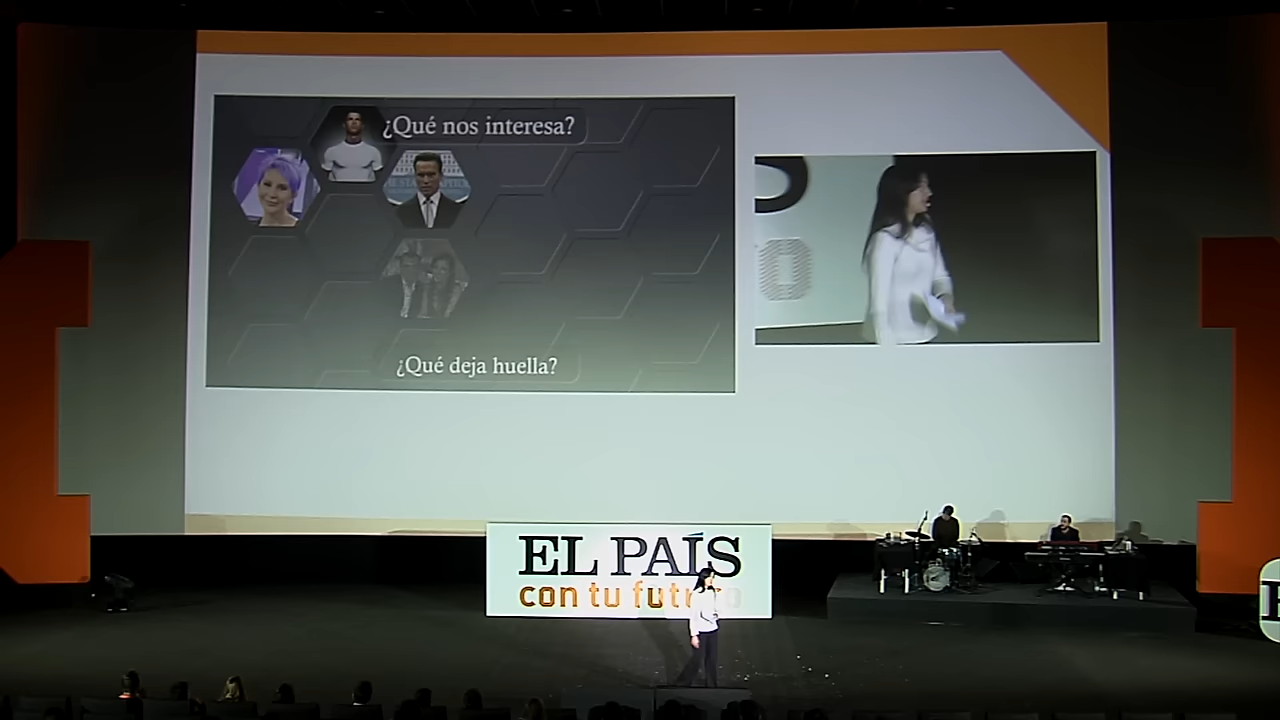 ¿Qué nos interesa?
¿Qué deja huella?
EL PAÍS
con tu futuro